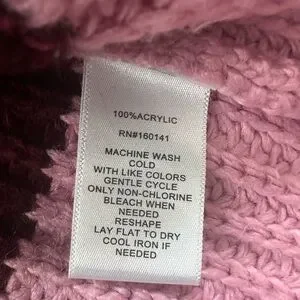 100%ACRYLIC
RN#160141
MACHINE WASH
COLD
WITH LIKE COLORS
GENTLE CYCLE
ONLY NON-CHLORINE
BLEACH WHEN
NEEDED
RESHAPE
LAY FLAT TO DRY
COOL IRON IF
NEEDED